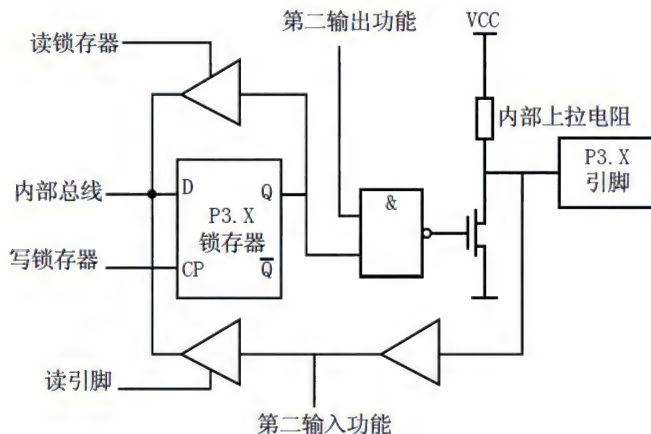 第二输出功能
VCC
读锁存器
内部上拉电阻
P3.X
引脚
内部总线
D
Q
&
P3.X
锁存器
写锁存器
CP
Q̅
读引脚
第二输入功能